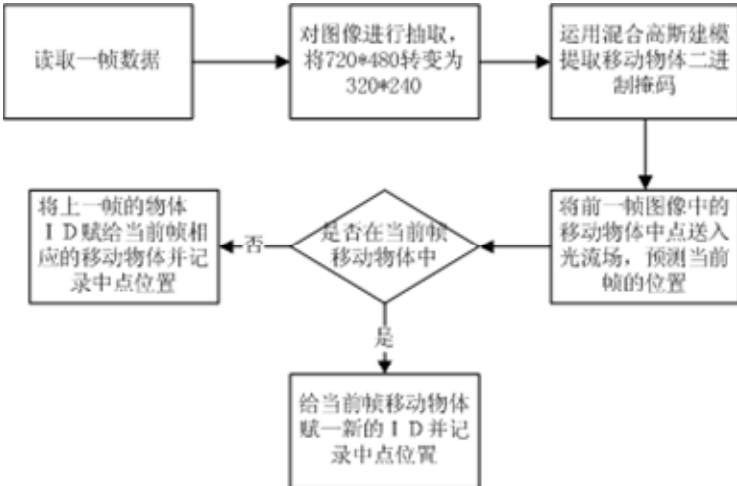 读取一帧数据
对图像进行抽取,
将720*480转变为
320*240
运用混合高斯建模
提取移动物体二进
制掩码
将前一帧图像中的
移动物体中点送入
光流场，预测当前
帧的位置
是否在当前帧
移动物体中
否
将上一帧的物体
ＩＤ赋给当前帧相
应的移动物体并记
录中点位置
是
给当前帧移动物体
赋一新的ＩＤ并记
录中点位置